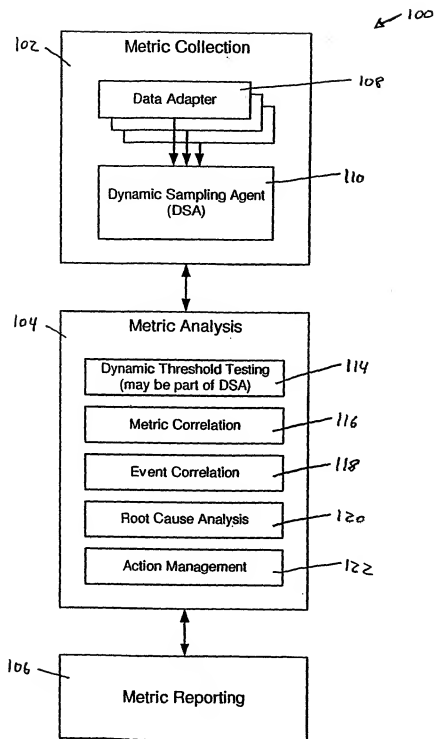 100
102
Metric Collection
108
Data Adapter
110
Dynamic Sampling Agent
(DSA)
104
Metric Analysis
Dynamic Threshold Testing
(may be part of DSA)
114
Metric Correlation
116
Event Correlation
118
Root Cause Analysis
120
Action Management
122
106
Metric Reporting